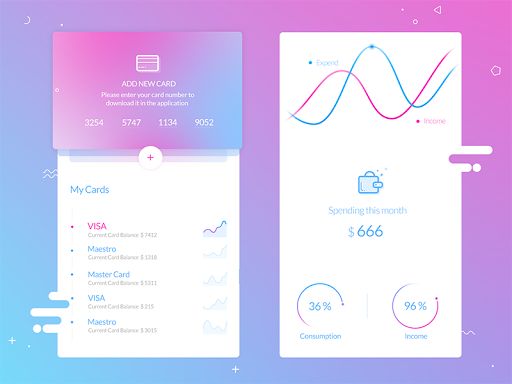 ADD NEW CARD
Please enter your card number to
download it in the application
3254 5747 1134 9052
+
My Cards
VISA
Current Card Balance: $ 7412
Maestro
Current Card Balance: $ 1218
Master Card
Current Card Balance: $ 5311
VISA
Current Card Balance: $ 215
Maestro
Current Card Balance: $ 3015
Expend
Income
Spending this month
$ 666
36 %
96 %
Consumption
Income